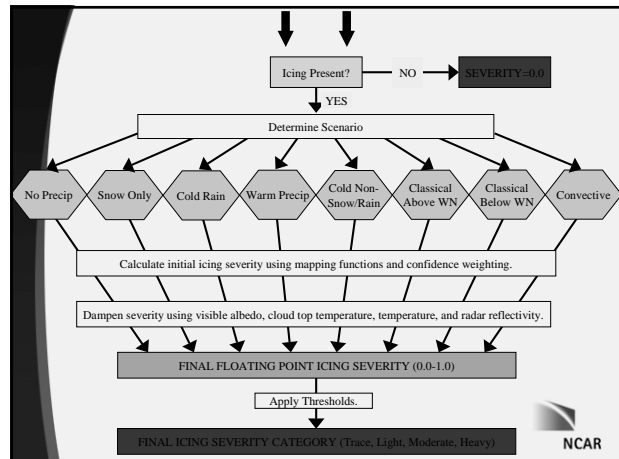 Icing Present?
NO
SEVERITY=0.0
YES
Determine Scenario
No Precip
Snow Only
Cold Rain
Warm Precip
Cold Non-
Snow/Rain
Classical
Above WN
Classical
Below WN
Convective
Calculate initial icing severity using mapping functions and confidence weighting.
Dampen severity using visible albedo, cloud top temperature, temperature, and radar reflectivity.
FINAL FLOATING POINT ICING SEVERITY (0.0-1.0)
Apply Thresholds.
FINAL ICING SEVERITY CATEGORY (Trace, Light, Moderate, Heavy)
NCAR